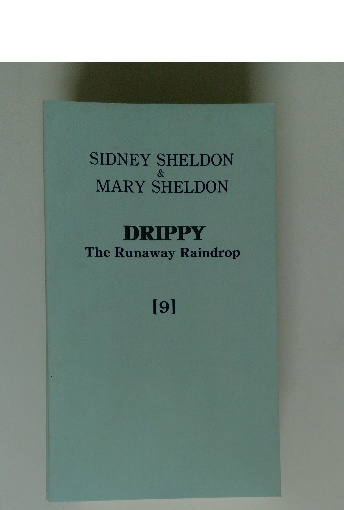 SIDNEY SHELDON
&
MARY SHELDON
DRIPPY
The Runaway Raindrop
[9]